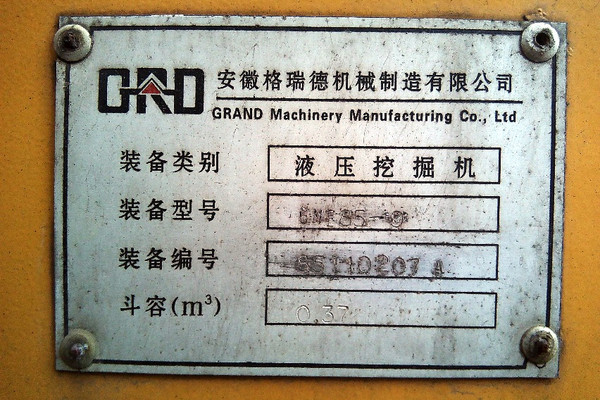 GRD 安徽格瑞德机械制造有限公司
GRAND Machinery Manufacturing Co., Ltd
装备类别 液压挖掘机
装备型号
装备编号
斗容(m³) 0.37